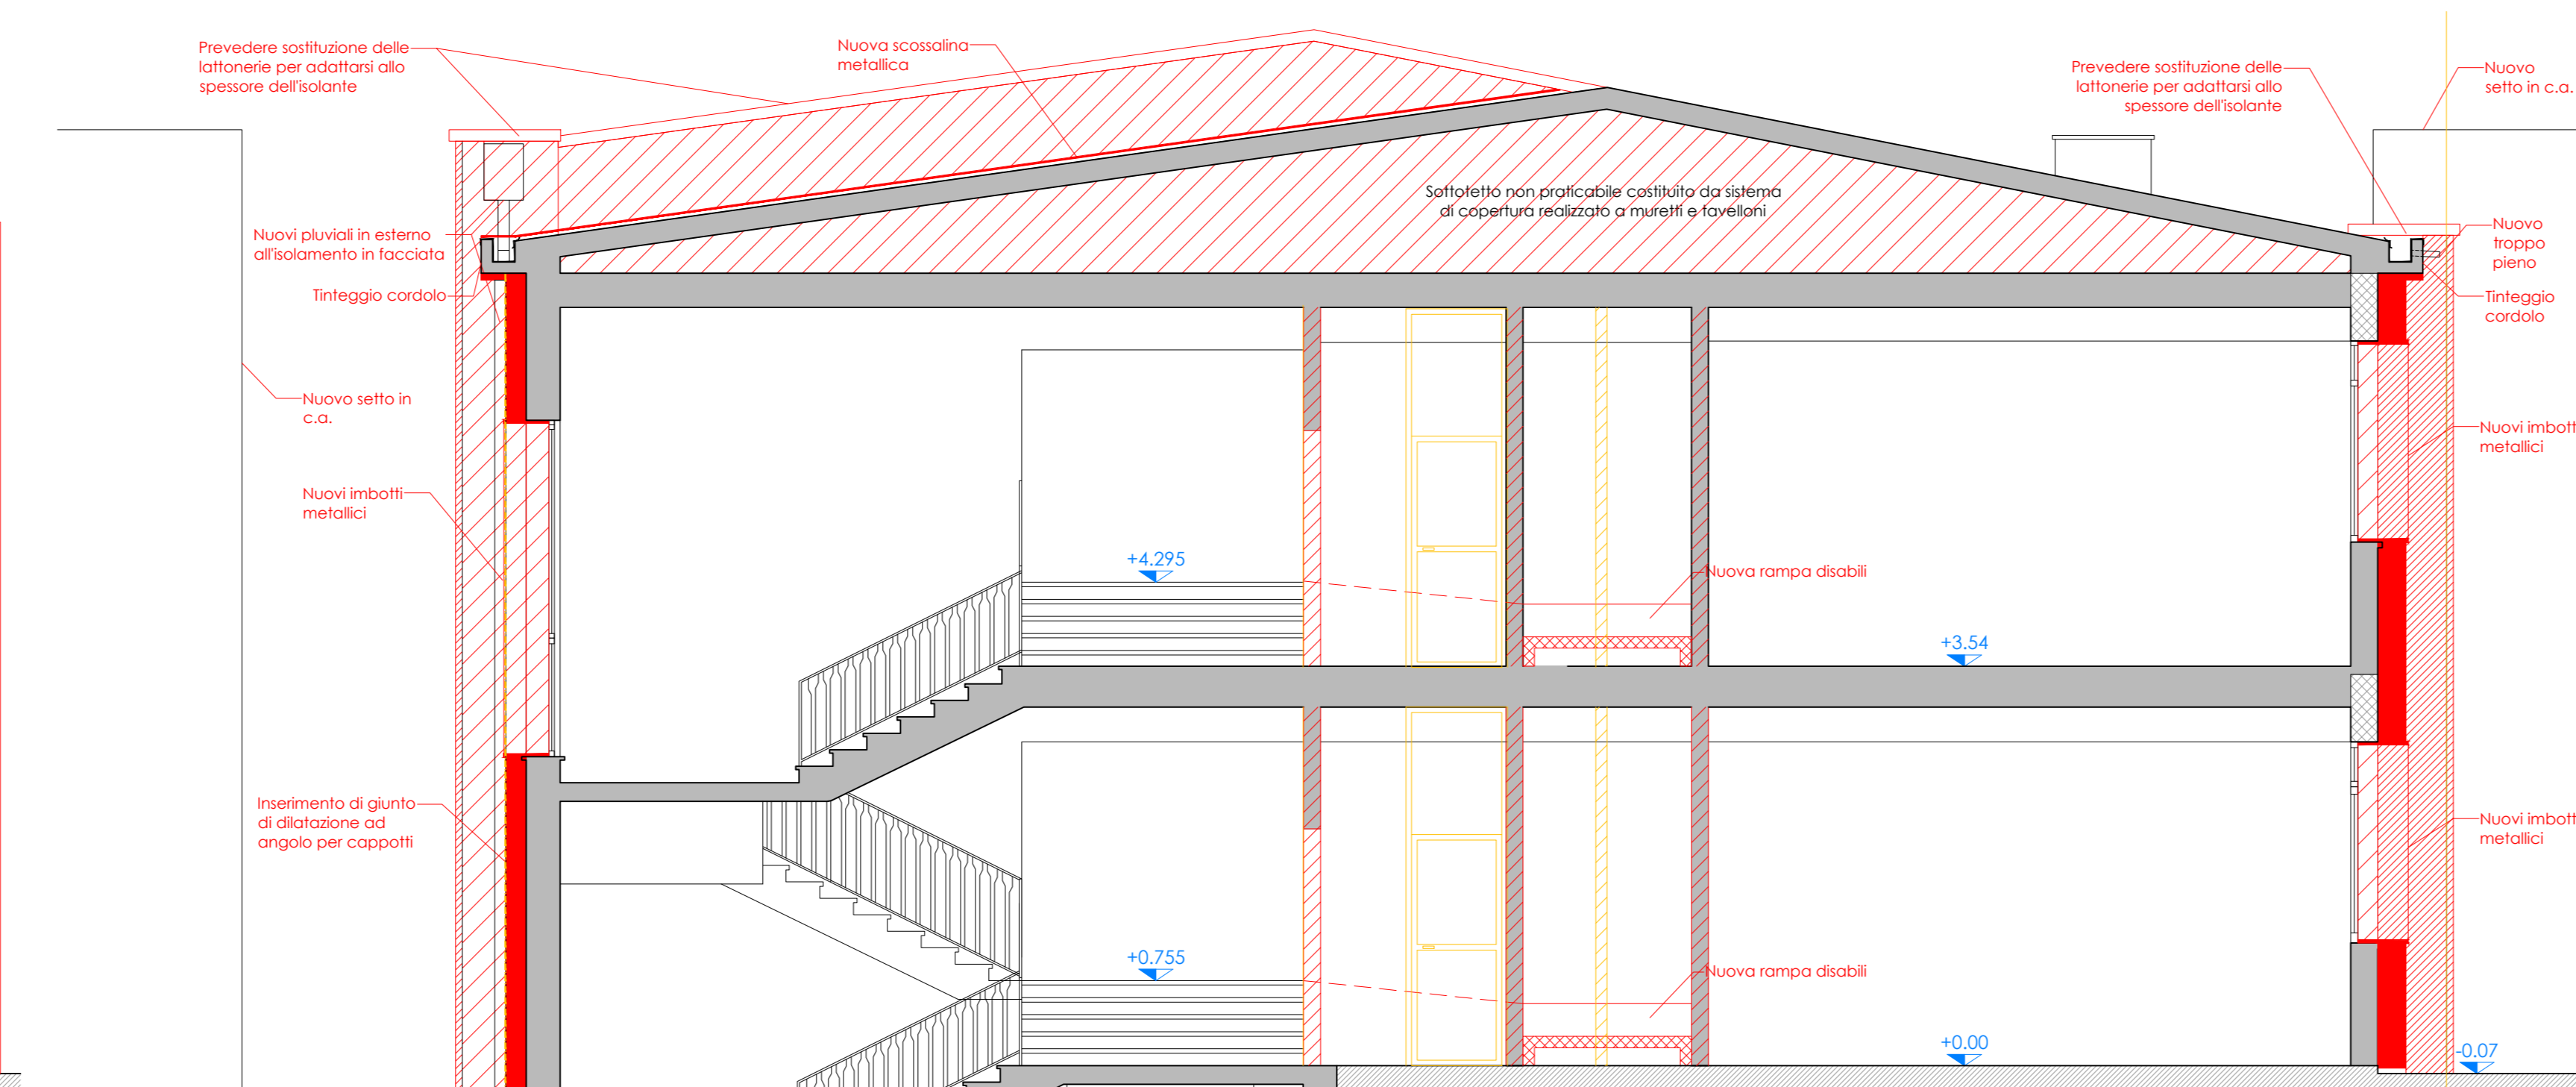 Prevedere sostituzione delle
lattonerie per adattarsi allo
spessore dell'isolante
Nuova scossalina
metallica
Prevedere sostituzione delle
lattonerie per adattarsi allo
spessore dell'isolante
Nuovo
setto in c.a.
Sottotetto non praticabile costituito da sistema
di copertura realizzato a muretti e tavelloni
Nuovi pluviali in esterno
all'isolamento in facciata
Tinteggio cordolo
Nuovo
troppo
pieno
Tinteggio
cordolo
Nuovo setto in
c.a.
Nuovi imbotti
metallici
Nuovi imbott
metallici
+4.295
Nuova rampa disabili
+3.54
Inserimento di giunto
di dilatazione ad
angolo per cappotti
Nuovi imbott
metallici
+0.755
Nuova rampa disabili
+0.00
-0.07